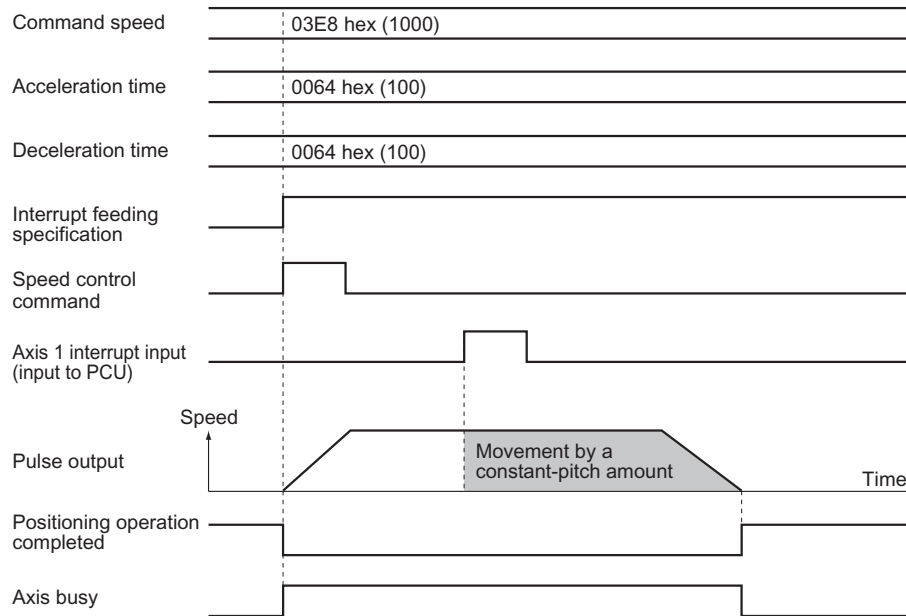 Command speed
03E8 hex (1000)
Acceleration time
0064 hex (100)
Deceleration time
0064 hex (100)
Interrupt feeding
specification
Speed control
command
Axis 1 interrupt input
(input to PCU)
Speed
Pulse output
Movement by a
constant-pitch amount
Time
Positioning operation
completed
Axis busy